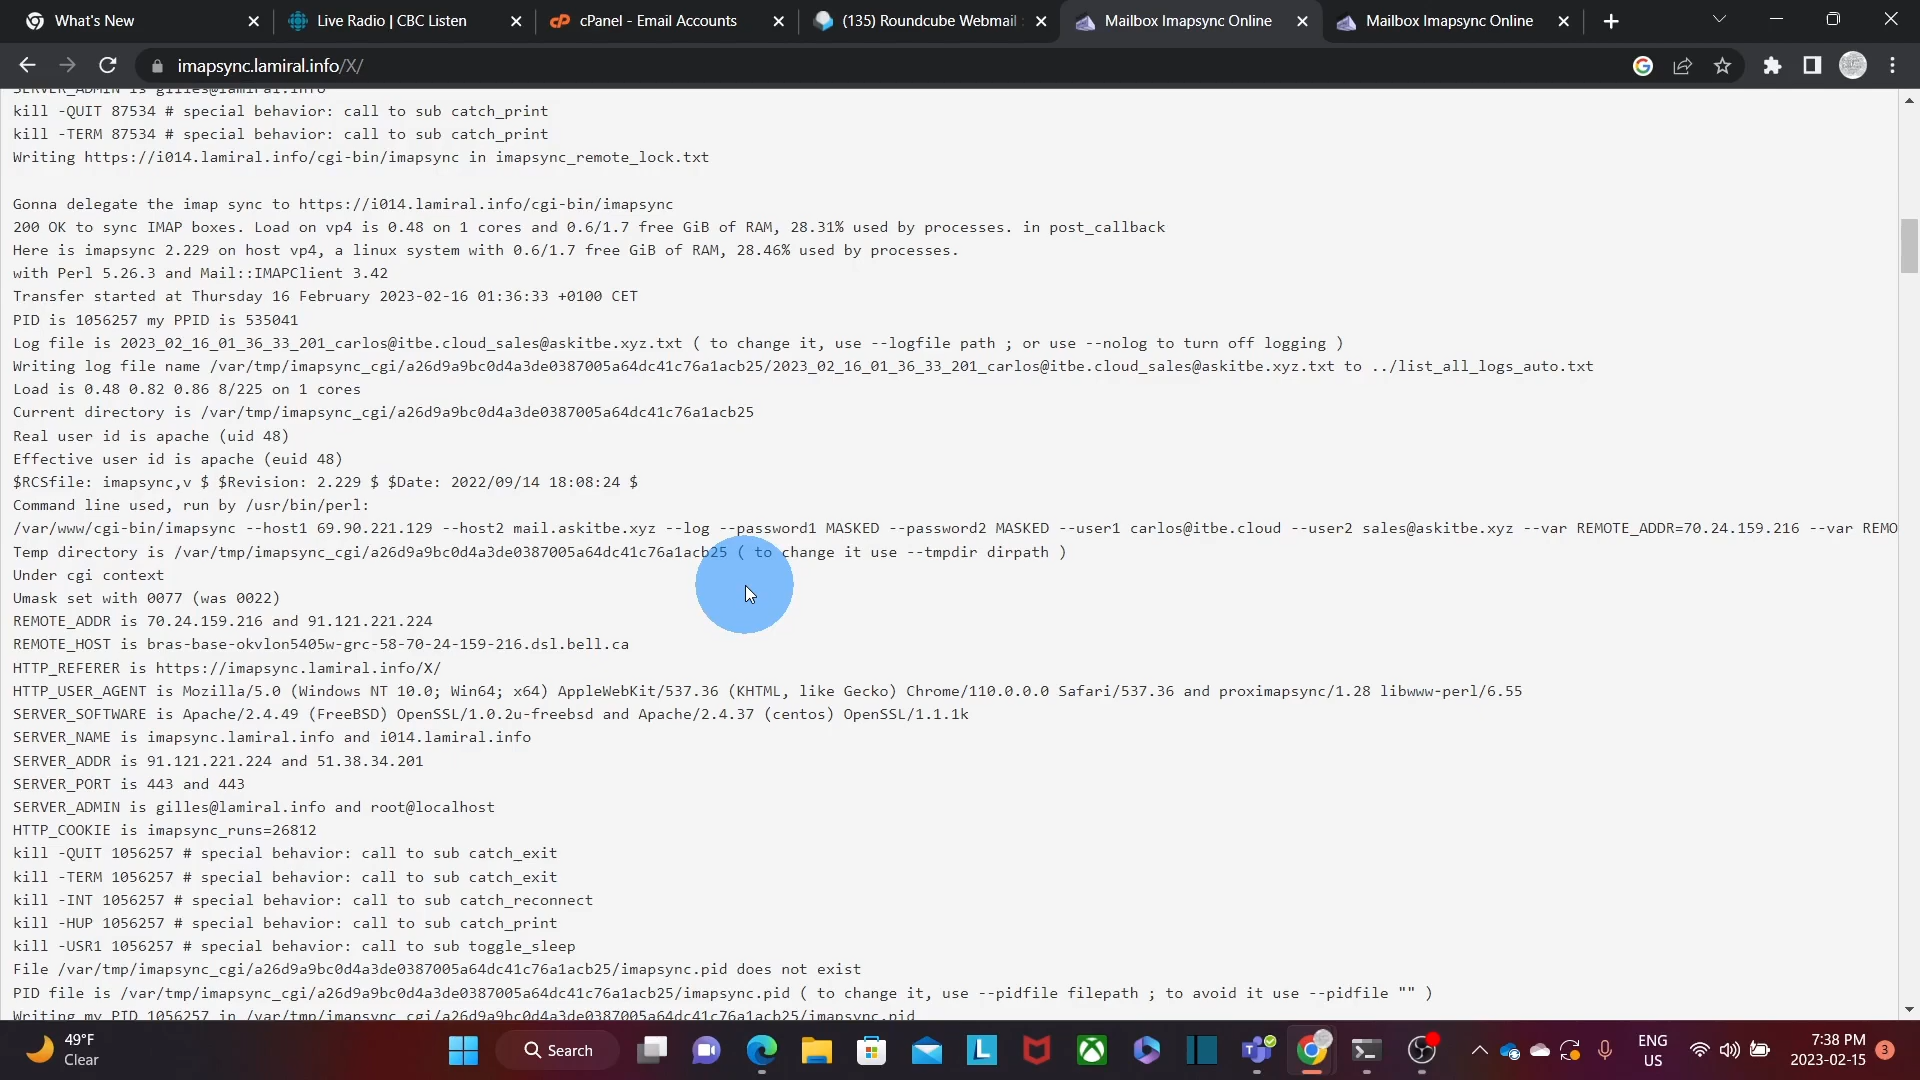 What's New
Live Radio | CBC Listen
cPanel - Email Accounts
(135) Roundcube Webmail
Mailbox Imapsync Online
Mailbox Imapsync Online
imapsync.lamiral.info/X/
SERVER_ADMIN is gilles@lamiral.info
kill -QUIT 87534 # special behavior: call to sub catch_print
kill -TERM 87534 # special behavior: call to sub catch_print
Writing https://i014.lamiral.info/cgi-bin/imapsync in imapsync_remote_lock.txt
Gonna delegate the imap sync to https://i014.lamiral.info/cgi-bin/imapsync
200 OK to sync IMAP boxes. Load on vp4 is 0.48 on 1 cores and 0.6/1.7 free GiB of RAM, 28.31% used by processes. in post_callback
Here is imapsync 2.229 on host vp4, a linux system with 0.6/1.7 free GiB of RAM, 28.46% used by processes.
with Perl 5.26.3 and Mail::IMAPClient 3.42
Transfer started at Thursday 16 February 2023-02-16 01:36:33 +0100 CET
PID is 1056257 my PPID is 535041
Log file is 2023_02_16_01_36_33_201_carlos@itbe.cloud_sales@askitbe.xyz.txt ( to change it, use --logfile path ; or use --nolog to turn off logging )
Writing log file name /var/tmp/imapsync_cgi/a26d9a9bc0d4a3de0387005a64dc41c76a1acb25/2023_02_16_01_36_33_201_carlos@itbe.cloud_sales@askitbe.xyz.txt to ../list_all_logs_auto.txt
Load is 0.48 0.82 0.86 8/225 on 1 cores
Current directory is /var/tmp/imapsync_cgi/a26d9a9bc0d4a3de0387005a64dc41c76a1acb25
Real user id is apache (uid 48)
Effective user id is apache (euid 48)
$RCSfile: imapsync,v $ $Revision: 2.229 $ $Date: 2022/09/14 18:08:24 $
Command line used, run by /usr/bin/perl:
/var/www/cgi-bin/imapsync --host1 69.90.221.129 --host2 mail.askitbe.xyz --log --password1 MASKED --password2 MASKED --user1 carlos@itbe.cloud --user2 sales@askitbe.xyz --var REMOTE_ADDR=70.24.159.216 --var REMO
Temp directory is /var/tmp/imapsync_cgi/a26d9a9bc0d4a3de0387005a64dc41c76a1acb25 ( to change it use --tmpdir dirpath )
Under cgi context
Umask set with 0077 (was 0022)
REMOTE_ADDR is 70.24.159.216 and 91.121.221.224
REMOTE_HOST is bras-base-okvlon5405w-grc-58-70-24-159-216.dsl.bell.ca
HTTP_REFERER is https://imapsync.lamiral.info/X/
HTTP_USER_AGENT is Mozilla/5.0 (Windows NT 10.0; Win64; x64) AppleWebKit/537.36 (KHTML, like Gecko) Chrome/110.0.0.0 Safari/537.36 and proximapsync/1.28 libwww-perl/6.55
SERVER_SOFTWARE is Apache/2.4.49 (FreeBSD) OpenSSL/1.0.2u-freebsd and Apache/2.4.37 (centos) OpenSSL/1.1.1k
SERVER_NAME is imapsync.lamiral.info and i014.lamiral.info
SERVER_ADDR is 91.121.221.224 and 51.38.34.201
SERVER_PORT is 443 and 443
SERVER_ADMIN is gilles@lamiral.info and root@localhost
HTTP_COOKIE is imapsync_runs=26812
kill -QUIT 1056257 # special behavior: call to sub catch_exit
kill -TERM 1056257 # special behavior: call to sub catch_exit
kill -INT 1056257 # special behavior: call to sub catch_reconnect
kill -HUP 1056257 # special behavior: call to sub catch_print
kill -USR1 1056257 # special behavior: call to sub toggle_sleep
File /var/tmp/imapsync_cgi/a26d9a9bc0d4a3de0387005a64dc41c76a1acb25/imapsync.pid does not exist
PID file is /var/tmp/imapsync_cgi/a26d9a9bc0d4a3de0387005a64dc41c76a1acb25/imapsync.pid ( to change it, use --pidfile filepath ; to avoid it use --pidfile "" )
Writing my PID 1056257 in /var/tmp/imapsync_cgi/a26d9a9bc0d4a3de0387005a64dc41c76a1acb25/imapsync.pid
49°F
Clear
Search
ENG
US
7:38 PM
2023-02-15
3